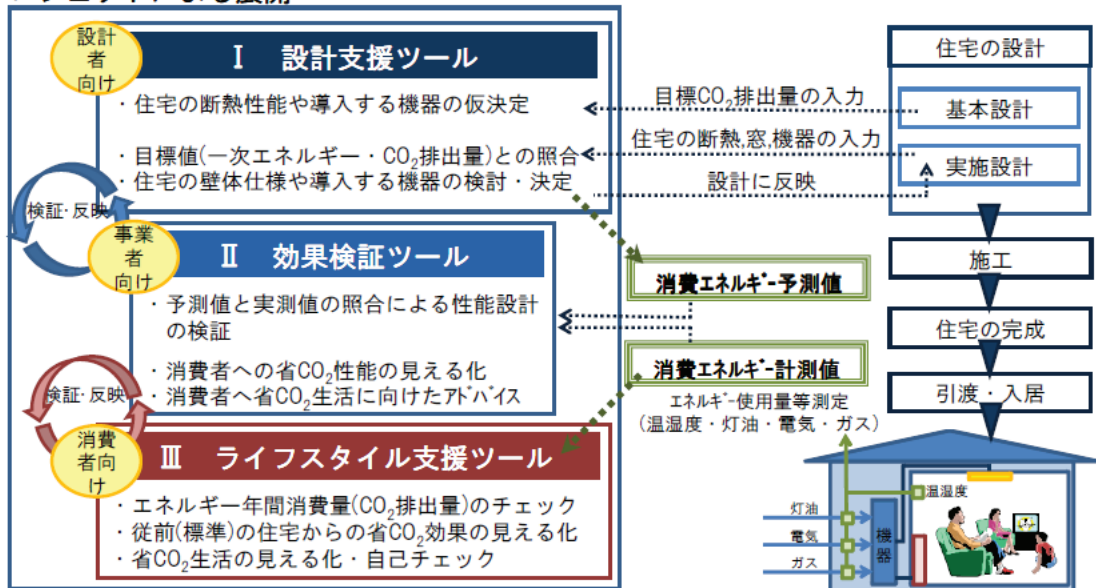 設計
者
向け
Ⅰ 設計支援ツール
・住宅の断熱性能や導入する機器の仮決定
・目標値(一次エネルギー・CO₂排出量)との照合
・住宅の壁体仕様や導入する機器の検討・決定
検証・反映
事業
者
向け
Ⅱ 効果検証ツール
・予測値と実測値の照合による性能設計
の検証
・消費者への省CO₂性能の見える化
・消費者へ省CO₂生活に向けたｱﾄﾞﾊﾞｲｽ
検証・反映
消費
者向
け
Ⅲ ライフスタイル支援ツール
・エネルギー年間消費量(CO₂排出量)のチェック
・従前(標準)の住宅からの省CO₂効果の見える化
・省CO₂生活の見える化・自己チェック
目標CO₂排出量の入力
住宅の断熱,窓,機器の入力
設計に反映
消費ｴﾈﾙｷﾞｰ予測値
消費ｴﾈﾙｷﾞｰ計測値
ｴﾈﾙｷﾞｰ使用量等測定
(温湿度・灯油・電気・ガス)
住宅の設計
基本設計
実施設計
施工
住宅の完成
引渡・入居
温湿度
灯油
電気
ガス
機
器